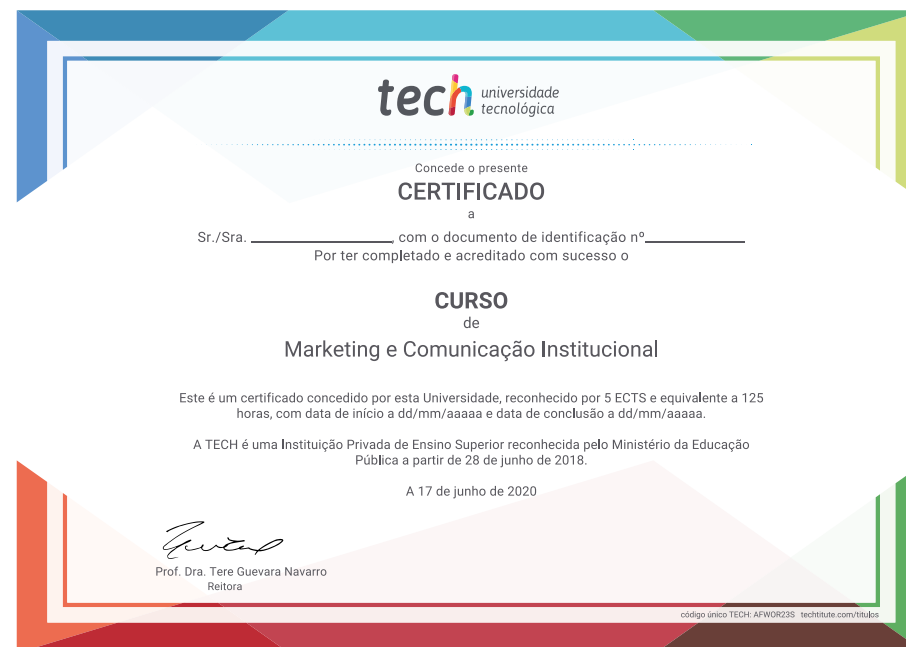 tech universidade
tecnológica
Concede o presente
CERTIFICADO
a
Sr./Sra. ____________________, com o documento de identificação nº______________
Por ter completado e acreditado com sucesso o
CURSO
de
Marketing e Comunicação Institucional
Este é um certificado concedido por esta Universidade, reconhecido por 5 ECTS e equivalente a 125
horas, com data de início a dd/mm/aaaaa e data de conclusão a dd/mm/aaaaa.
A TECH é uma Instituição Privada de Ensino Superior reconhecida pelo Ministério da Educação
Pública a partir de 28 de junho de 2018.
A 17 de junho de 2020
Prof. Dra. Tere Guevara Navarro
Reitora
código único TECH: AFWOR23S techtitute.com/titulos